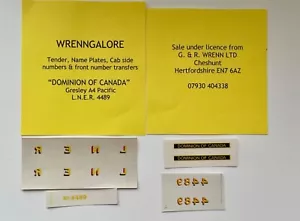 WRENNGALORE
Tender, Name Plates, Cab side
numbers & front number transfers
"DOMINION OF CANADA"
Gresley A4 Pacific
L.N.E.R. 4489
Sale under licence from
G. & R. WRENN LTD
Cheshunt
Hertfordshire EN7 6AZ
07930 404338
L N E R
L N E R
DOMINION OF CANADA
DOMINION OF CANADA
4489
4489